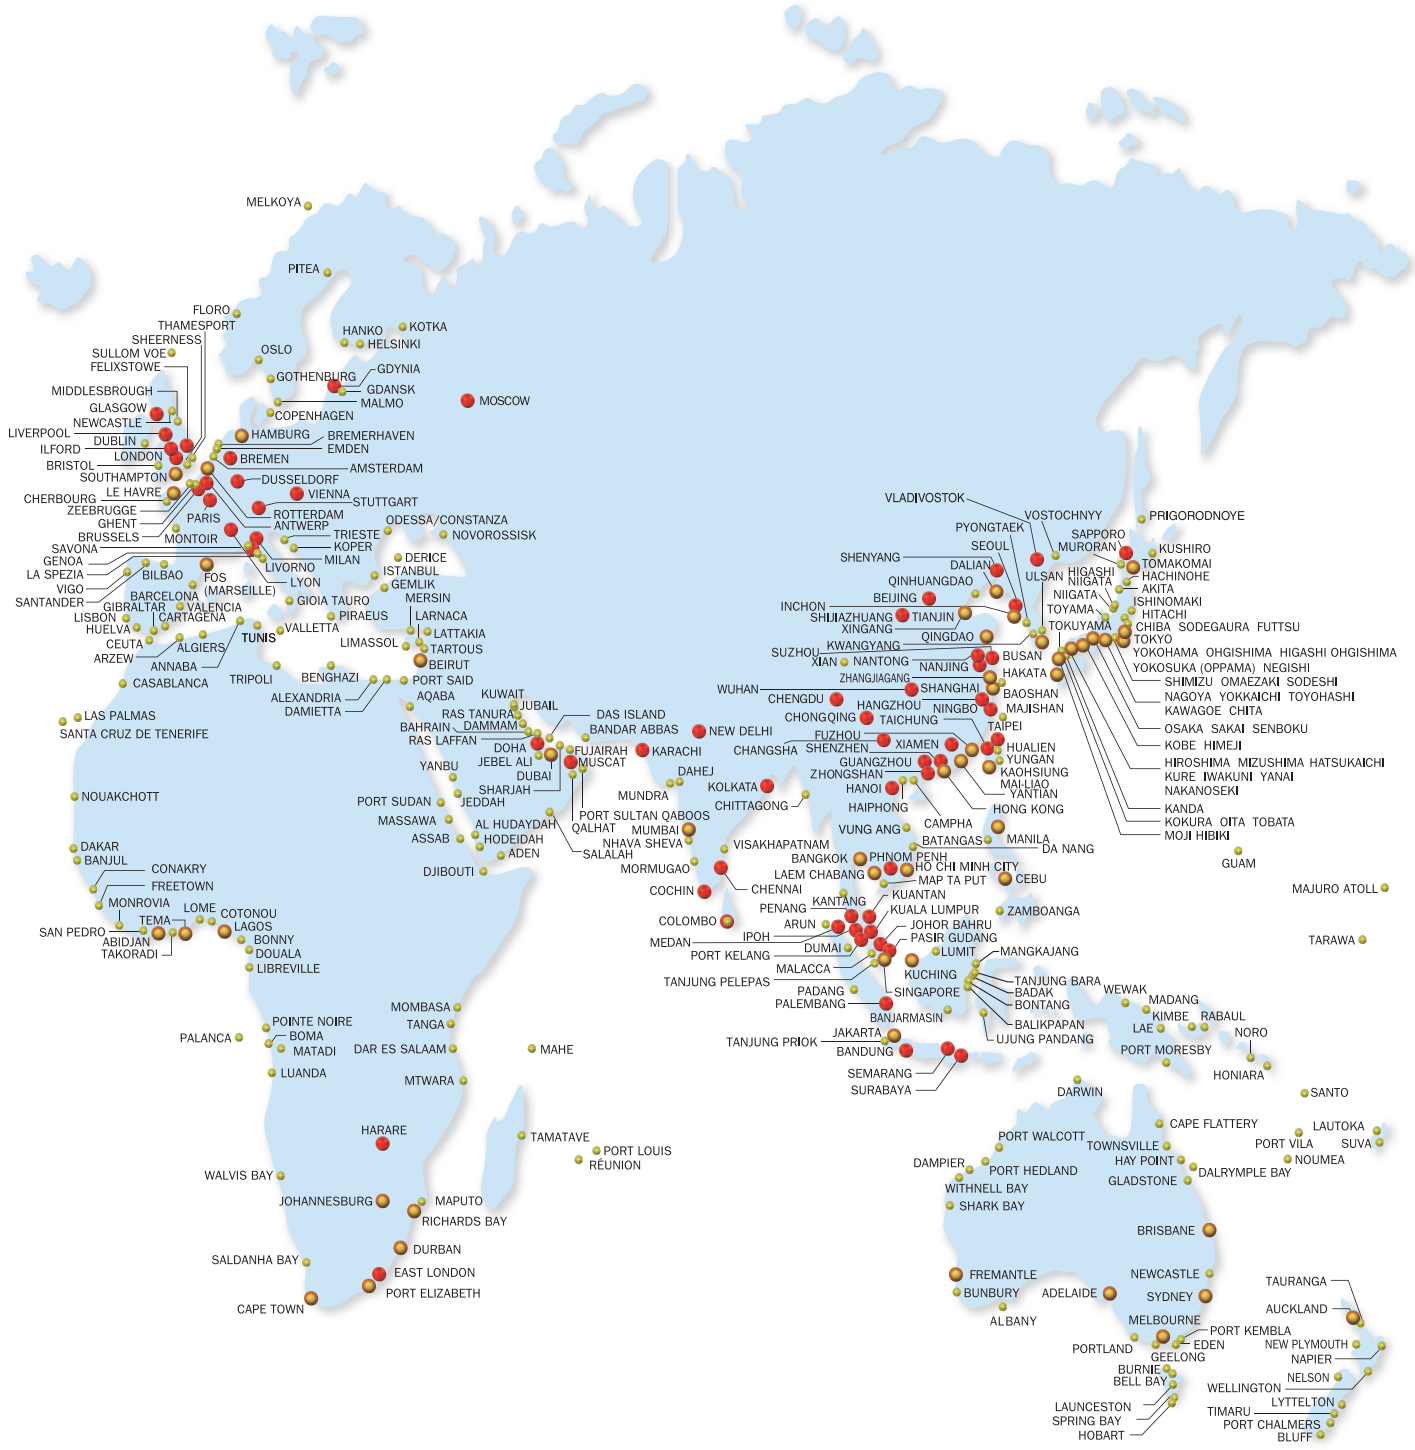 MELKOYA
PITEA
FLORO
THAMESPORT
SHEERNESS
SULLOM VOE
FELIXSTOWE
MIDDLESBROUGH
GLASGOW
NEWCASTLE
LIVERPOOL
DUBLIN
ILFORD
LONDON
BRISTOL
SOUTHAMPTON
LE HAVRE
CHERBOURG
ZEEBRUGGE
GHENT
BRUSSELS
PARIS
MONTOIR
SAVONA
GENOA
LA SPEZIA
VIGO
BILBAO
SANTANDER
BARCELONA
GIBRALTAR
VALENCIA
LISBON
CARTAGENA
HUELVA
CEUTA
ARZEW
ALGIERS
ANNABA
TUNIS
CASABLANCA
TRIPOLI
LAS PALMAS
SANTA CRUZ DE TENERIFE
OSLO
HANKO
KOTKA
HELSINKI
GOTHENBURG
GDYNIA
GDANSK
MALMO
COPENHAGEN
MOSCOW
HAMBURG
BREMERHAVEN
EMDEN
BREMEN
AMSTERDAM
DUSSELDORF
VIENNA
STUTTGART
ROTTERDAM
ANTWERP
TRIESTE
KOPER
MILAN
LIVORNO
LYON
FOS
(MARSEILLE)
GIOIA TAURO
VALLETTA
PIRAEUS
ODESSA/CONSTANZA
NOVOROSSISK
DERICE
ISTANBUL
GEMLIK
MERSIN
LARNACA
LATTAKIA
LIMASSOL
TARTOUS
BEIRUT
BENGHAZI
PORT SAID
ALEXANDRIA
DAMIETTA
AQABA
KUWAIT
JUBAIL
RAS TANURA
DAMMAM
BAHRAIN
RAS LAFFAN
DAS ISLAND
BANDAR ABBAS
DOHA
JEBEL ALI
FUJAIRAH
MUSCAT
DUBAI
SHARJAH
YANBU
JEDDAH
PORT SUDAN
MASSAWA
ASSAB
AL HUDAYDAH
HODEIDAH
ADEN
SALALAH
QALHAT
PORT SULTAN QABOOS
DJIBOUTI
NOUAKCHOTT
DAKAR
BANJUL
CONAKRY
FREETOWN
MONROVIA
LOME
SAN PEDRO
TEMA
COTONOU
LAGOS
ABIDJAN
TAKORADI
BONNY
DOUALA
LIBREVILLE
POINTE NOIRE
PALANCA
BOMA
MATADI
LUANDA
MOMBASA
TANGA
DAR ES SALAAM
MTWARA
MAHE
HARARE
TAMATAVE
PORT LOUIS
RÉUNION
WALVIS BAY
JOHANNESBURG
MAPUTO
RICHARDS BAY
DURBAN
SALDANHA BAY
EAST LONDON
PORT ELIZABETH
CAPE TOWN
KARACHI
NEW DELHI
DAHEJ
MUNDRA
KOLKATA
CHITTAGONG
MUMBAI
NHAVA SHEVA
VISAKHAPATNAM
MORMUGAO
COCHIN
CHENNAI
COLOMBO
VLADIVOSTOK
VOSTOCHNYY
PRIGORODNOYE
PYONGTAEK
SAPPORO
SEOUL
MURORAN
KUSHIRO
SHENYANG
DALIAN
ULSAN
HIGASHI
TOMAKOMAI
QINHUANGDAO
NIIGATA
HACHINOHE
BEIJING
NIIGATA
AKITA
INCHON
TOYAMA
ISHINOMAKI
SHIJIAZHUANG
TIANJIN
HITACHI
XINGANG
TOKUYAMA
CHIBA SODEGAURA FUTTSU
QINGDAO
TOKYO
KWANGYANG
YOKOHAMA OHGISHIMA HIGASHI OHGISHIMA
SUZHOU
BUSAN
YOKOSUKA (OPPAMA) NEGISHI
XIAN
NANTONG
NANJING
HAKATA
SHIMIZU OMAEZAKI SODESHI
ZHANGJIAGANG
NAGOYA YOKKAICHI TOYOHASHI
KAWAGOE CHITA
WUHAN
SHANGHAI
BAOSHAN
CHENGDU
HANGZHOU
NINGBO
MAJISHAN
CHONGQING
TAICHUNG
TAIPEI
OSAKA SAKAI SENBOKU
FUZHOU
KOBE HIMEJI
CHANGSHA
SHENZHEN
XIAMEN
HUALIEN
GUANGZHOU
YUNGAN
HIROSHIMA MIZUSHIMA HATSUKAICHI
KURE IWAKUNI YANAI
NAKANOSEKI
ZHONGSHAN
KAOHSIUNG
MAI-LIAO
HANOI
YANTIAN
HAIPHONG
HONG KONG
KANDA
CAMPHA
KOKURA OITA TOBATA
MOJI HIBIKI
VUNG ANG
BATANGAS
MANILA
DA NANG
GUAM
BANGKOK
PHNOM PENH
HO CHI MINH CITY
LAEM CHABANG
MAP TA PUT
CEBU
MAJURO ATOLL
KANTANG
KUANTAN
PENANG
ZAMBOANGA
ARUN
KUALA LUMPUR
IPOH
JOHOR BAHRU
MEDAN
DUMAI
PASIR GUDANG
TARAWA
PORT KELANG
LUMIT
MANGKAJANG
MALACCA
KUCHING
TANJUNG PELEPAS
TANJUNG BARA
PADANG
SINGAPORE
BADAK
PALEMBANG
BONTANG
BANJARMASIN
BALIKPAPAN
JAKARTA
UJUNG PANDANG
TANJUNG PRIOK
BANDUNG
SEMARANG
SURABAYA
WEWAK
MADANG
KIMBE
RABAUL
LAE
NORO
PORT MORESBY
HONIARA
DARWIN
SANTO
CAPE FLATTERY
LAUTOKA
PORT VILA
SUVA
PORT WALCOTT
TOWNSVILLE
NOUMEA
DAMPIER
PORT HEDLAND
HAY POINT
DALRYMPLE BAY
WITHNELL BAY
GLADSTONE
SHARK BAY
BRISBANE
FREMANTLE
NEWCASTLE
BUNBURY
ADELAIDE
SYDNEY
ALBANY
TAURANGA
AUCKLAND
MELBOURNE
PORT KEMBLA
PORTLAND
EDEN
NEW PLYMOUTH
GEELONG
NAPIER
BURNIE
BELL BAY
NELSON
WELLINGTON
LAUNCESTON
LYTTELTON
SPRING BAY
TIMARU
HOBART
PORT CHALMERS
BLUFF